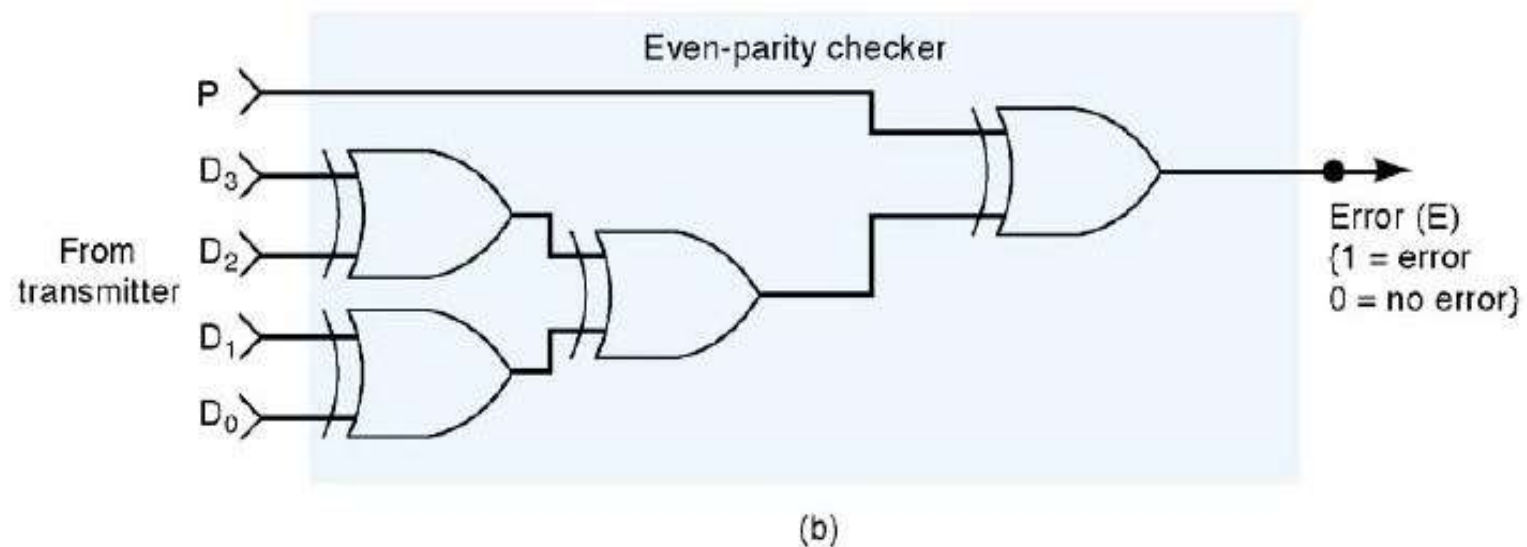 Even-parity checker
P
D3
D2
From
transmitter
D1
D0
Error (E)
{1 = error
0 = no error}
(b)